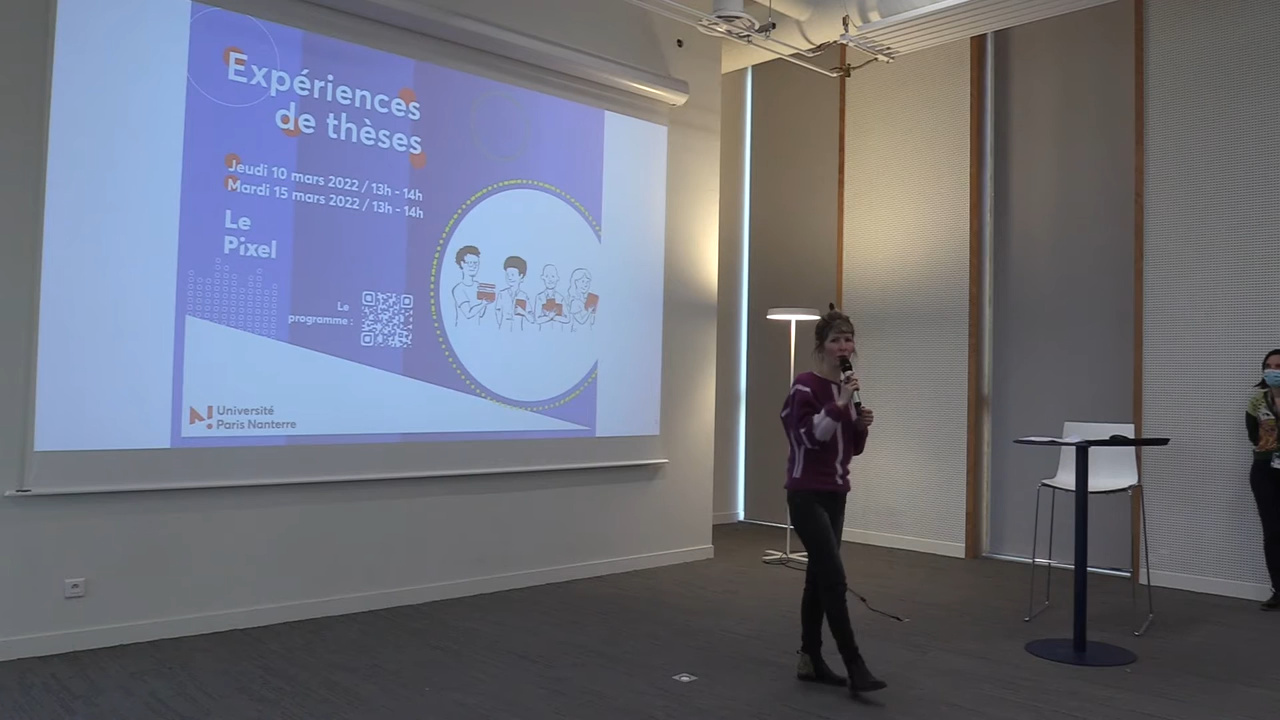 Expériences
de thèses
Jeudi 10 mars 2022 / 13h - 14h
Mardi 15 mars 2022 / 13h - 14h
Le
Pixel
Le
programme :
Université
Paris Nanterre